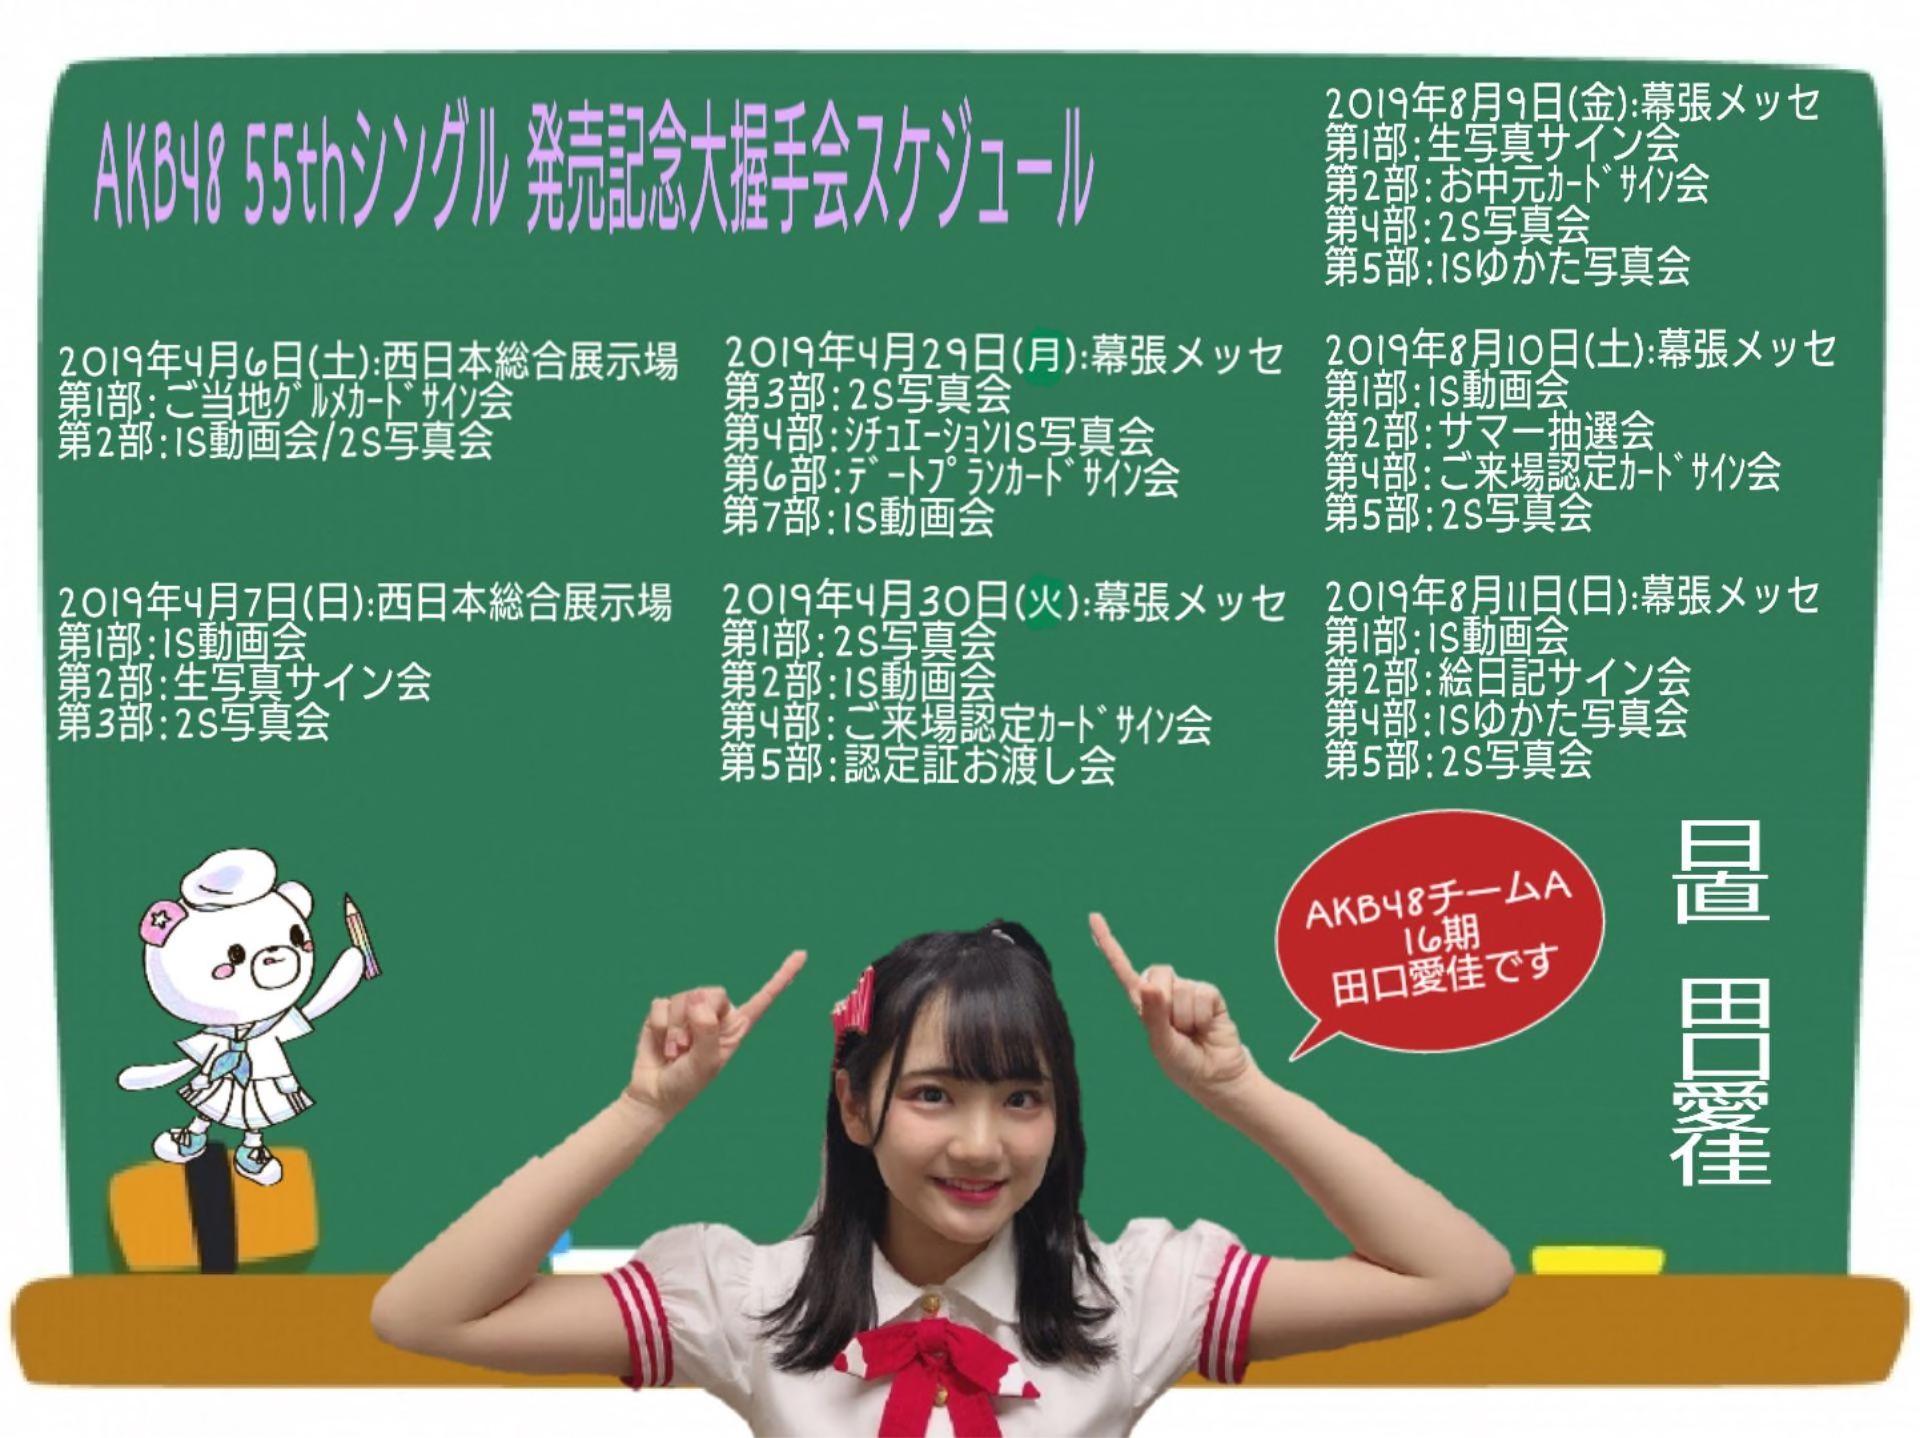 AKB48 55thシングル 発売記念大握手会スケジュール
2019年4月6日(土):西日本総合展示場
第1部:ご当地ｸﾞﾙﾒｶｰﾄﾞｻｲﾝ会
第2部:1S動画会/2S写真会
2019年4月7日(日):西日本総合展示場
第1部:1S動画会
第2部:生写真サイン会
第3部:2S写真会
2019年4月29日(月):幕張メッセ
第3部:2S写真会
第4部:ｼﾁｭｴｰｼｮﾝ1S写真会
第6部:ﾃﾞｰﾄﾌﾟﾗﾝｶｰﾄﾞｻｲﾝ会
第7部:1S動画会
2019年4月30日(火):幕張メッセ
第1部:2S写真会
第2部:1S動画会
第4部:ご来場認定ｶｰﾄﾞｻｲﾝ会
第5部:認定証お渡し会
2019年8月9日(金):幕張メッセ
第1部:生写真サイン会
第2部:お中元ｶｰﾄﾞｻｲﾝ会
第4部:2S写真会
第5部:1Sゆかた写真会
2019年8月10日(土):幕張メッセ
第1部:1S動画会
第2部:サマー抽選会
第4部:ご来場認定ｶｰﾄﾞｻｲﾝ会
第5部:2S写真会
2019年8月11日(日):幕張メッセ
第1部:1S動画会
第2部:絵日記サイン会
第4部:1Sゆかた写真会
第5部:2S写真会
AKB48チームA
16期
田口愛佳です
日直 田口愛佳